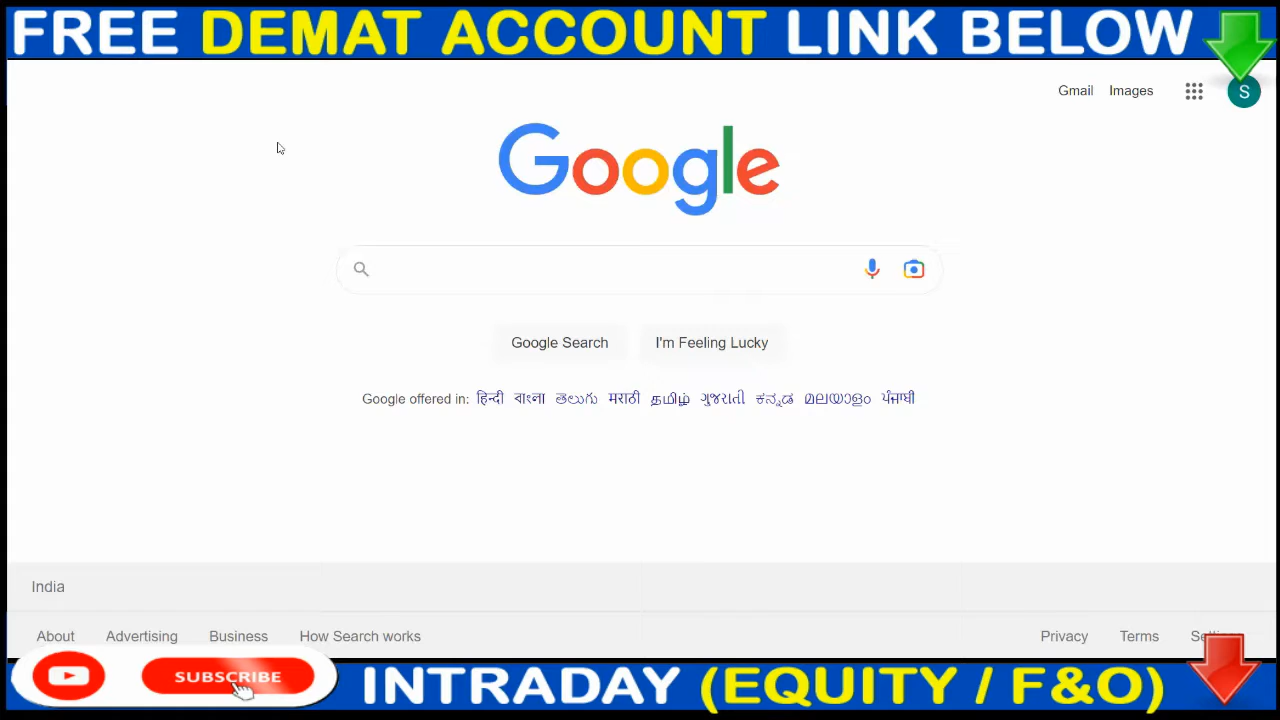 FREE DEMAT ACCOUNT LINK BELOW
Gmail Images S
Google
Google Search I'm Feeling Lucky
Google offered in: हिन्दी বাংলা తెలుగు मराठी தமிழ் ગુજરાતી ಕನ್ನಡ മലയാളം ਪੰਜਾਬੀ
India
About Advertising Business How Search works Privacy Terms
SUBSCRIBE
INTRADAY (EQUITY / F&O)